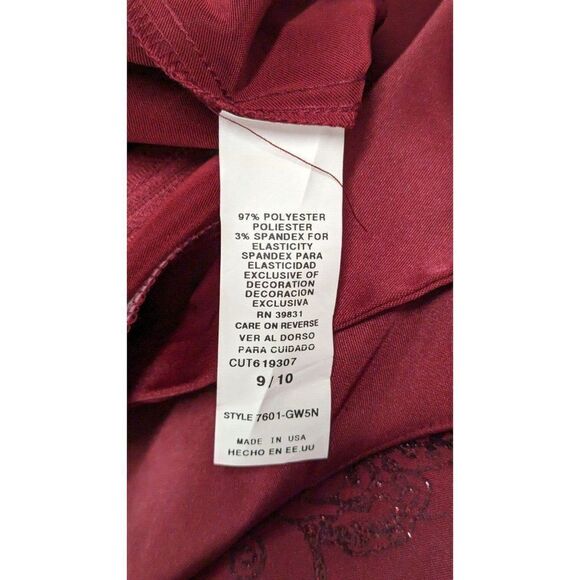 97% POLYESTER
POLIESTER
3% SPANDEX FOR
ELASTICITY
SPANDEX PARA
ELASTICIDAD
EXCLUSIVE OF
DECORATION
DECORACIÓN
EXCLUSIVA
RN 39831
CARE ON REVERSE
VER AL DORSO
PARA CUIDADO
CUT619307
9/10
STYLE 7601-GW5N
MADE IN USA
HECHO EN EE.UU